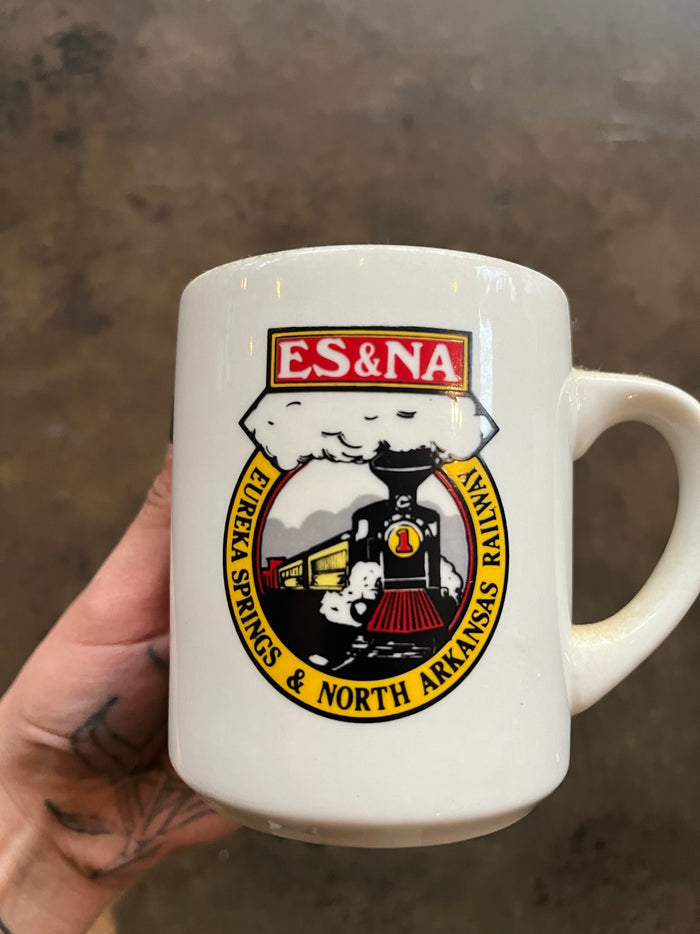 ES&NA
EUREKA SPRINGS & NORTH ARKANSAS RAILWAY
1